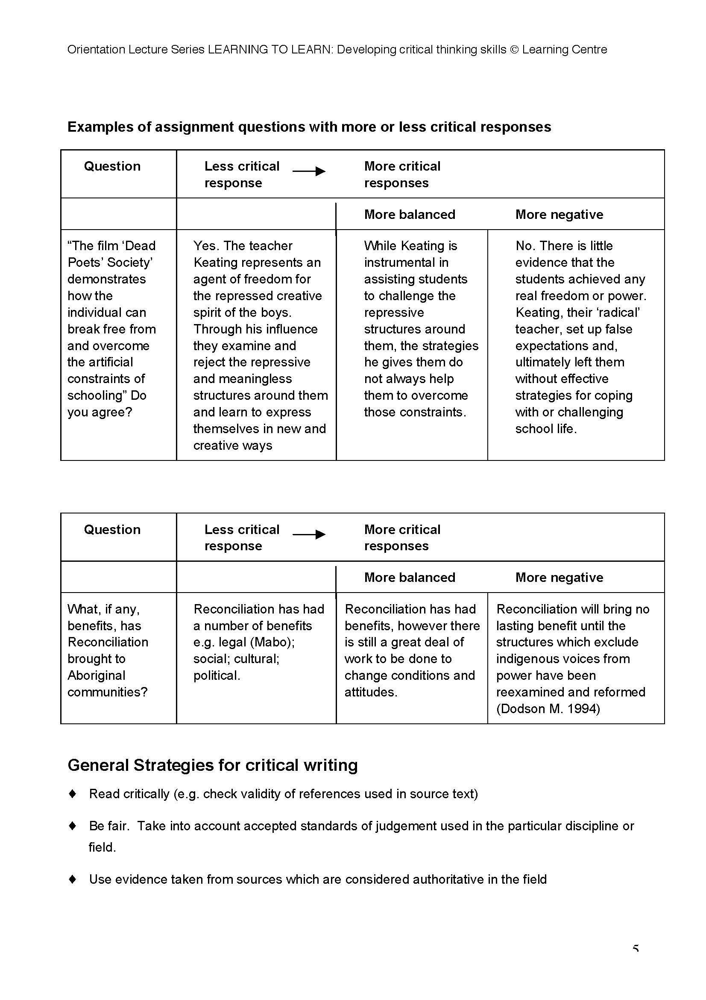 Orientation Lecture Series LEARNING TO LEARN: Developing critical thinking skills © Learning Centre
Examples of assignment questions with more or less critical responses
Question
Less critical
response
More critical
responses
More balanced
More negative
“The film ‘Dead
Poets’ Society’
demonstrates
how the
individual can
break free from
and overcome
the artificial
constraints of
schooling” Do
you agree?
Yes. The teacher
Keating represents an
agent of freedom for
the repressed creative
spirit of the boys.
Through his influence
they examine and
reject the repressive
and meaningless
structures around them
and learn to express
themselves in new and
creative ways
While Keating is
instrumental in
assisting students
to challenge the
repressive
structures around
them, the strategies
he gives them do
not always help
them to overcome
those constraints.
No. There is little
evidence that the
students achieved any
real freedom or power.
Keating, their ‘radical’
teacher, set up false
expectations and,
ultimately left them
without effective
strategies for coping
with or challenging
school life.
Question
Less critical
response
More critical
responses
More balanced
More negative
What, if any,
benefits, has
Reconciliation
brought to
Aboriginal
communities?
Reconciliation has had
a number of benefits
e.g. legal (Mabo);
social; cultural;
political.
Reconciliation has had
benefits, however there
is still a great deal of
work to be done to
change conditions and
attitudes.
Reconciliation will bring no
lasting benefit until the
structures which exclude
indigenous voices from
power have been
reexamined and reformed
(Dodson M. 1994)
General Strategies for critical writing
♦ Read critically (e.g. check validity of references used in source text)
♦ Be fair.  Take into account accepted standards of judgement used in the particular discipline or
field.
♦ Use evidence taken from sources which are considered authoritative in the field
5